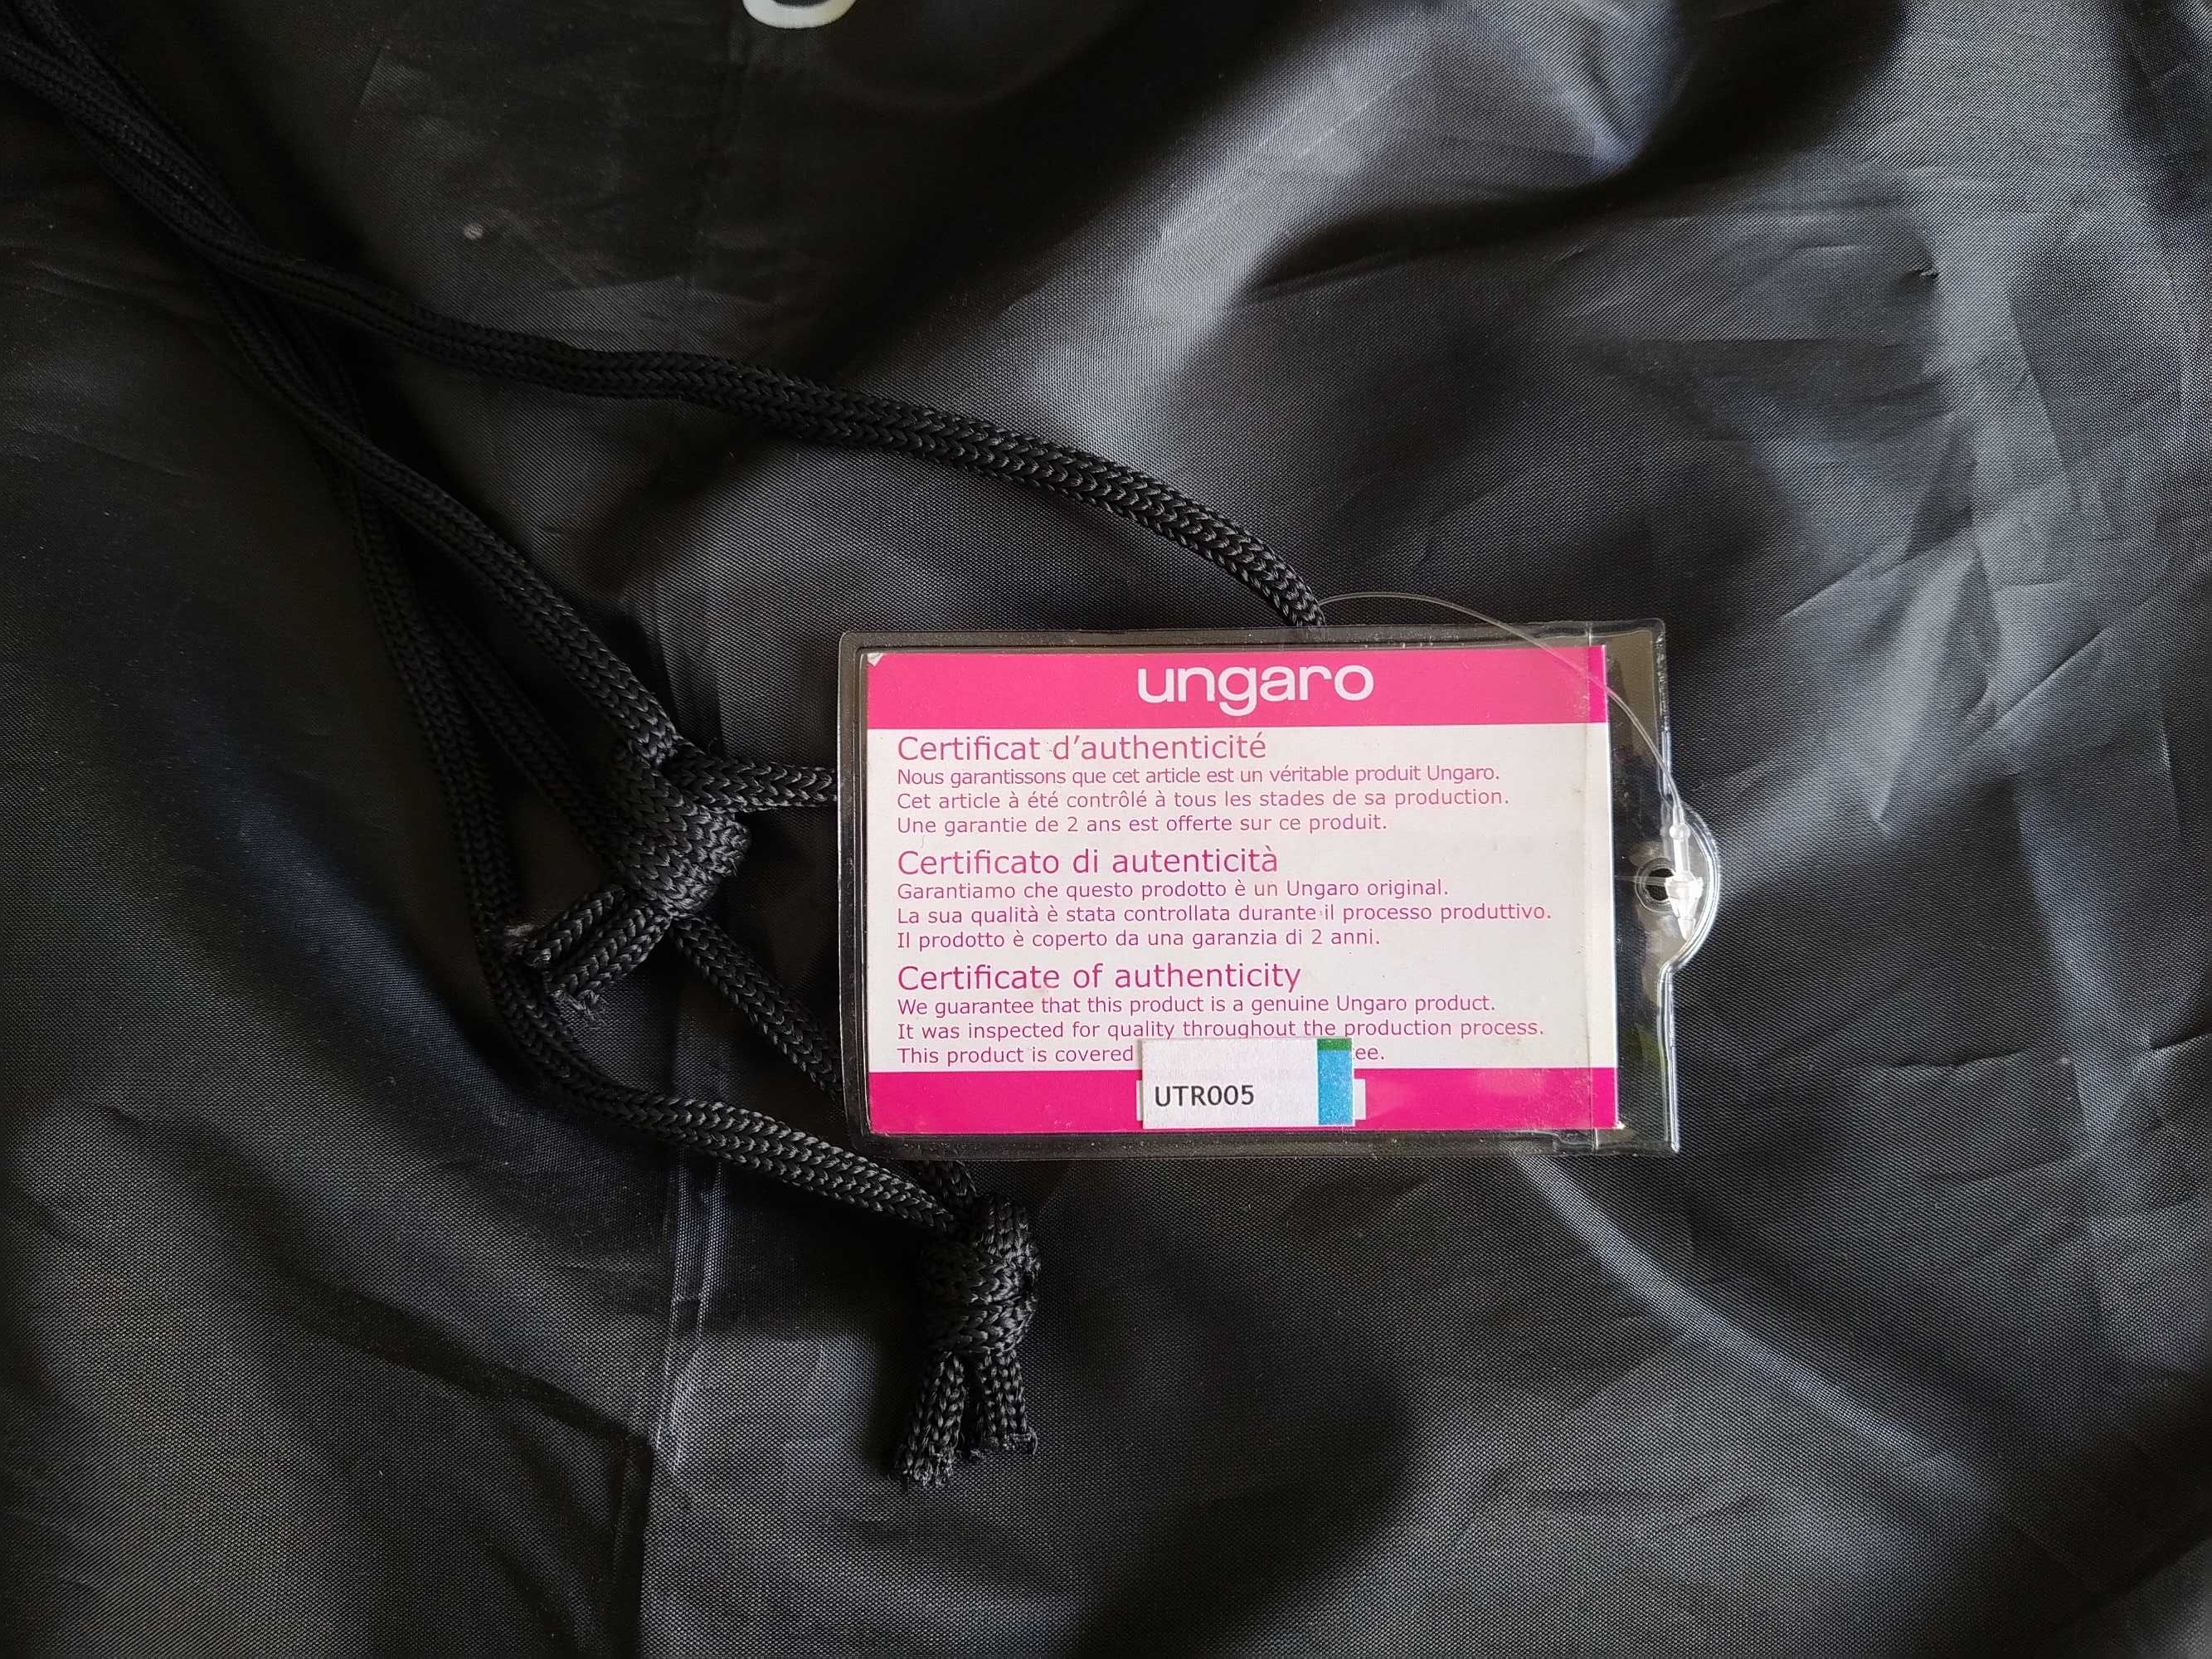 ungaro
Certificat d'authenticité
Nous garantissons que cet article est un véritable produit Ungaro.
Cet article à été contrôlé à tous les stades de sa production.
Une garantie de 2 ans est offerte sur ce produit.
Certificato di autenticità
Garantiamo che questo prodotto è un Ungaro original.
La sua qualità è stata controllata durante il processo produttivo.
Il prodotto è coperto da una garanzia di 2 anni.
Certificate of authenticity
We guarantee that this product is a genuine Ungaro product.
It was inspected for quality throughout the production process.
This product is covered
UTR005